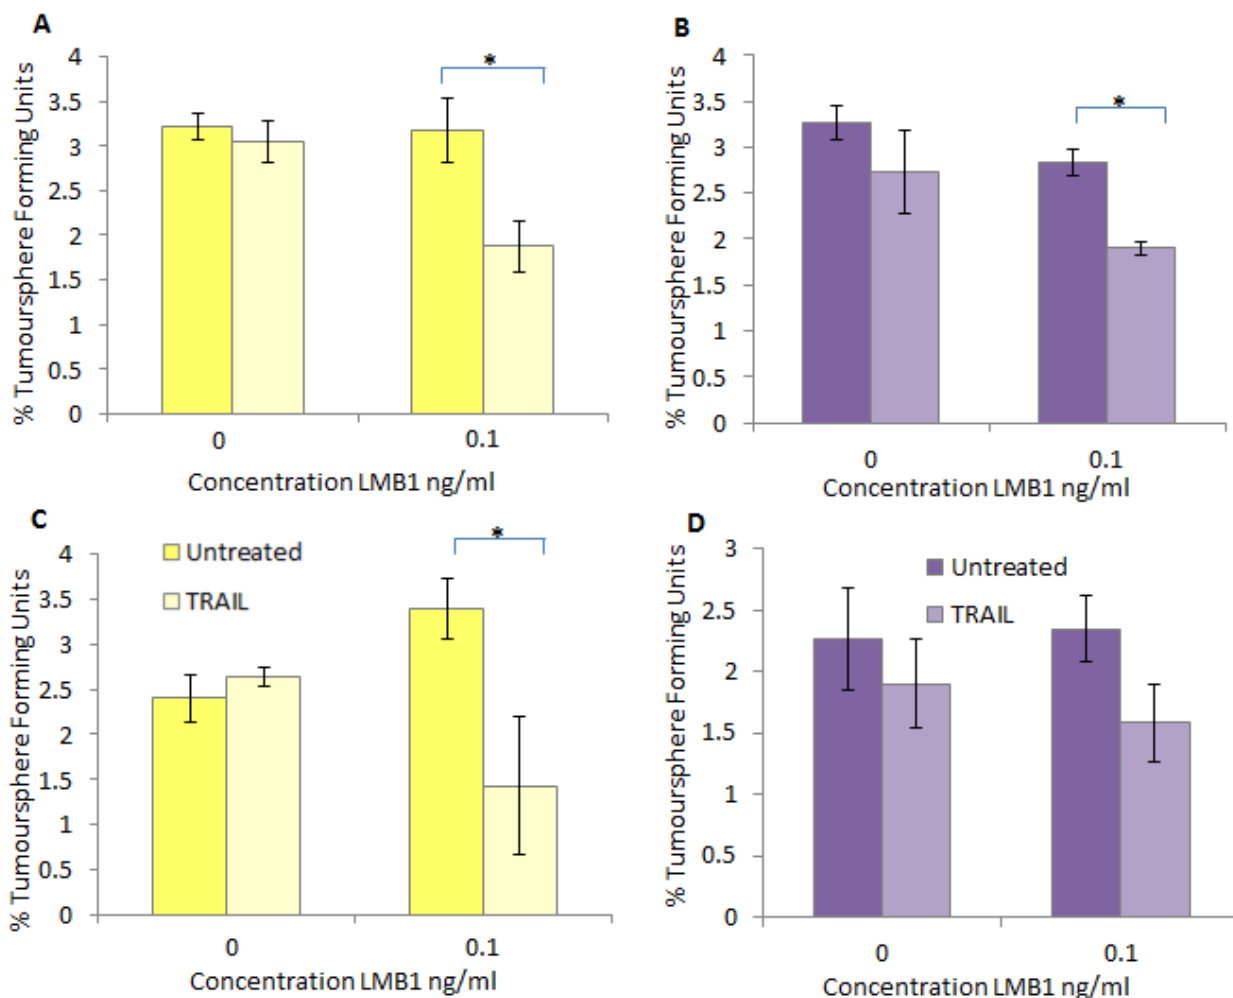 A
% Tumoursphere Forming Units
4
3.5
3
2.5
2
1.5
1
0.5
0
*
0
0.1
Concentration LMB1 ng/ml
B
% Tumoursphere Forming Units
4
3.5
3
2.5
2
1.5
1
0.5
0
*
0
0.1
Concentration LMB1 ng/ml
C
% Tumoursphere Forming Units
4
3.5
3
2.5
2
1.5
1
0.5
0
Untreated
TRAIL
*
0
0.1
Concentration LMB1 ng/ml
D
% Tumoursphere Forming Units
3
2.5
2
1.5
1
0.5
0
Untreated
TRAIL
0
0.1
Concentration LMB1 ng/ml